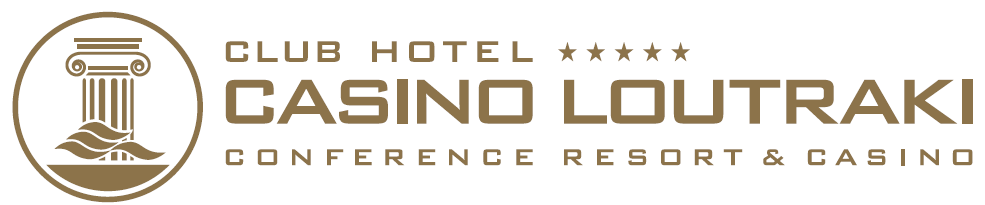 CLUB HOTEL ★★★★★
CASINO LOUTRAKI
CONFERENCE RESORT & CASINO